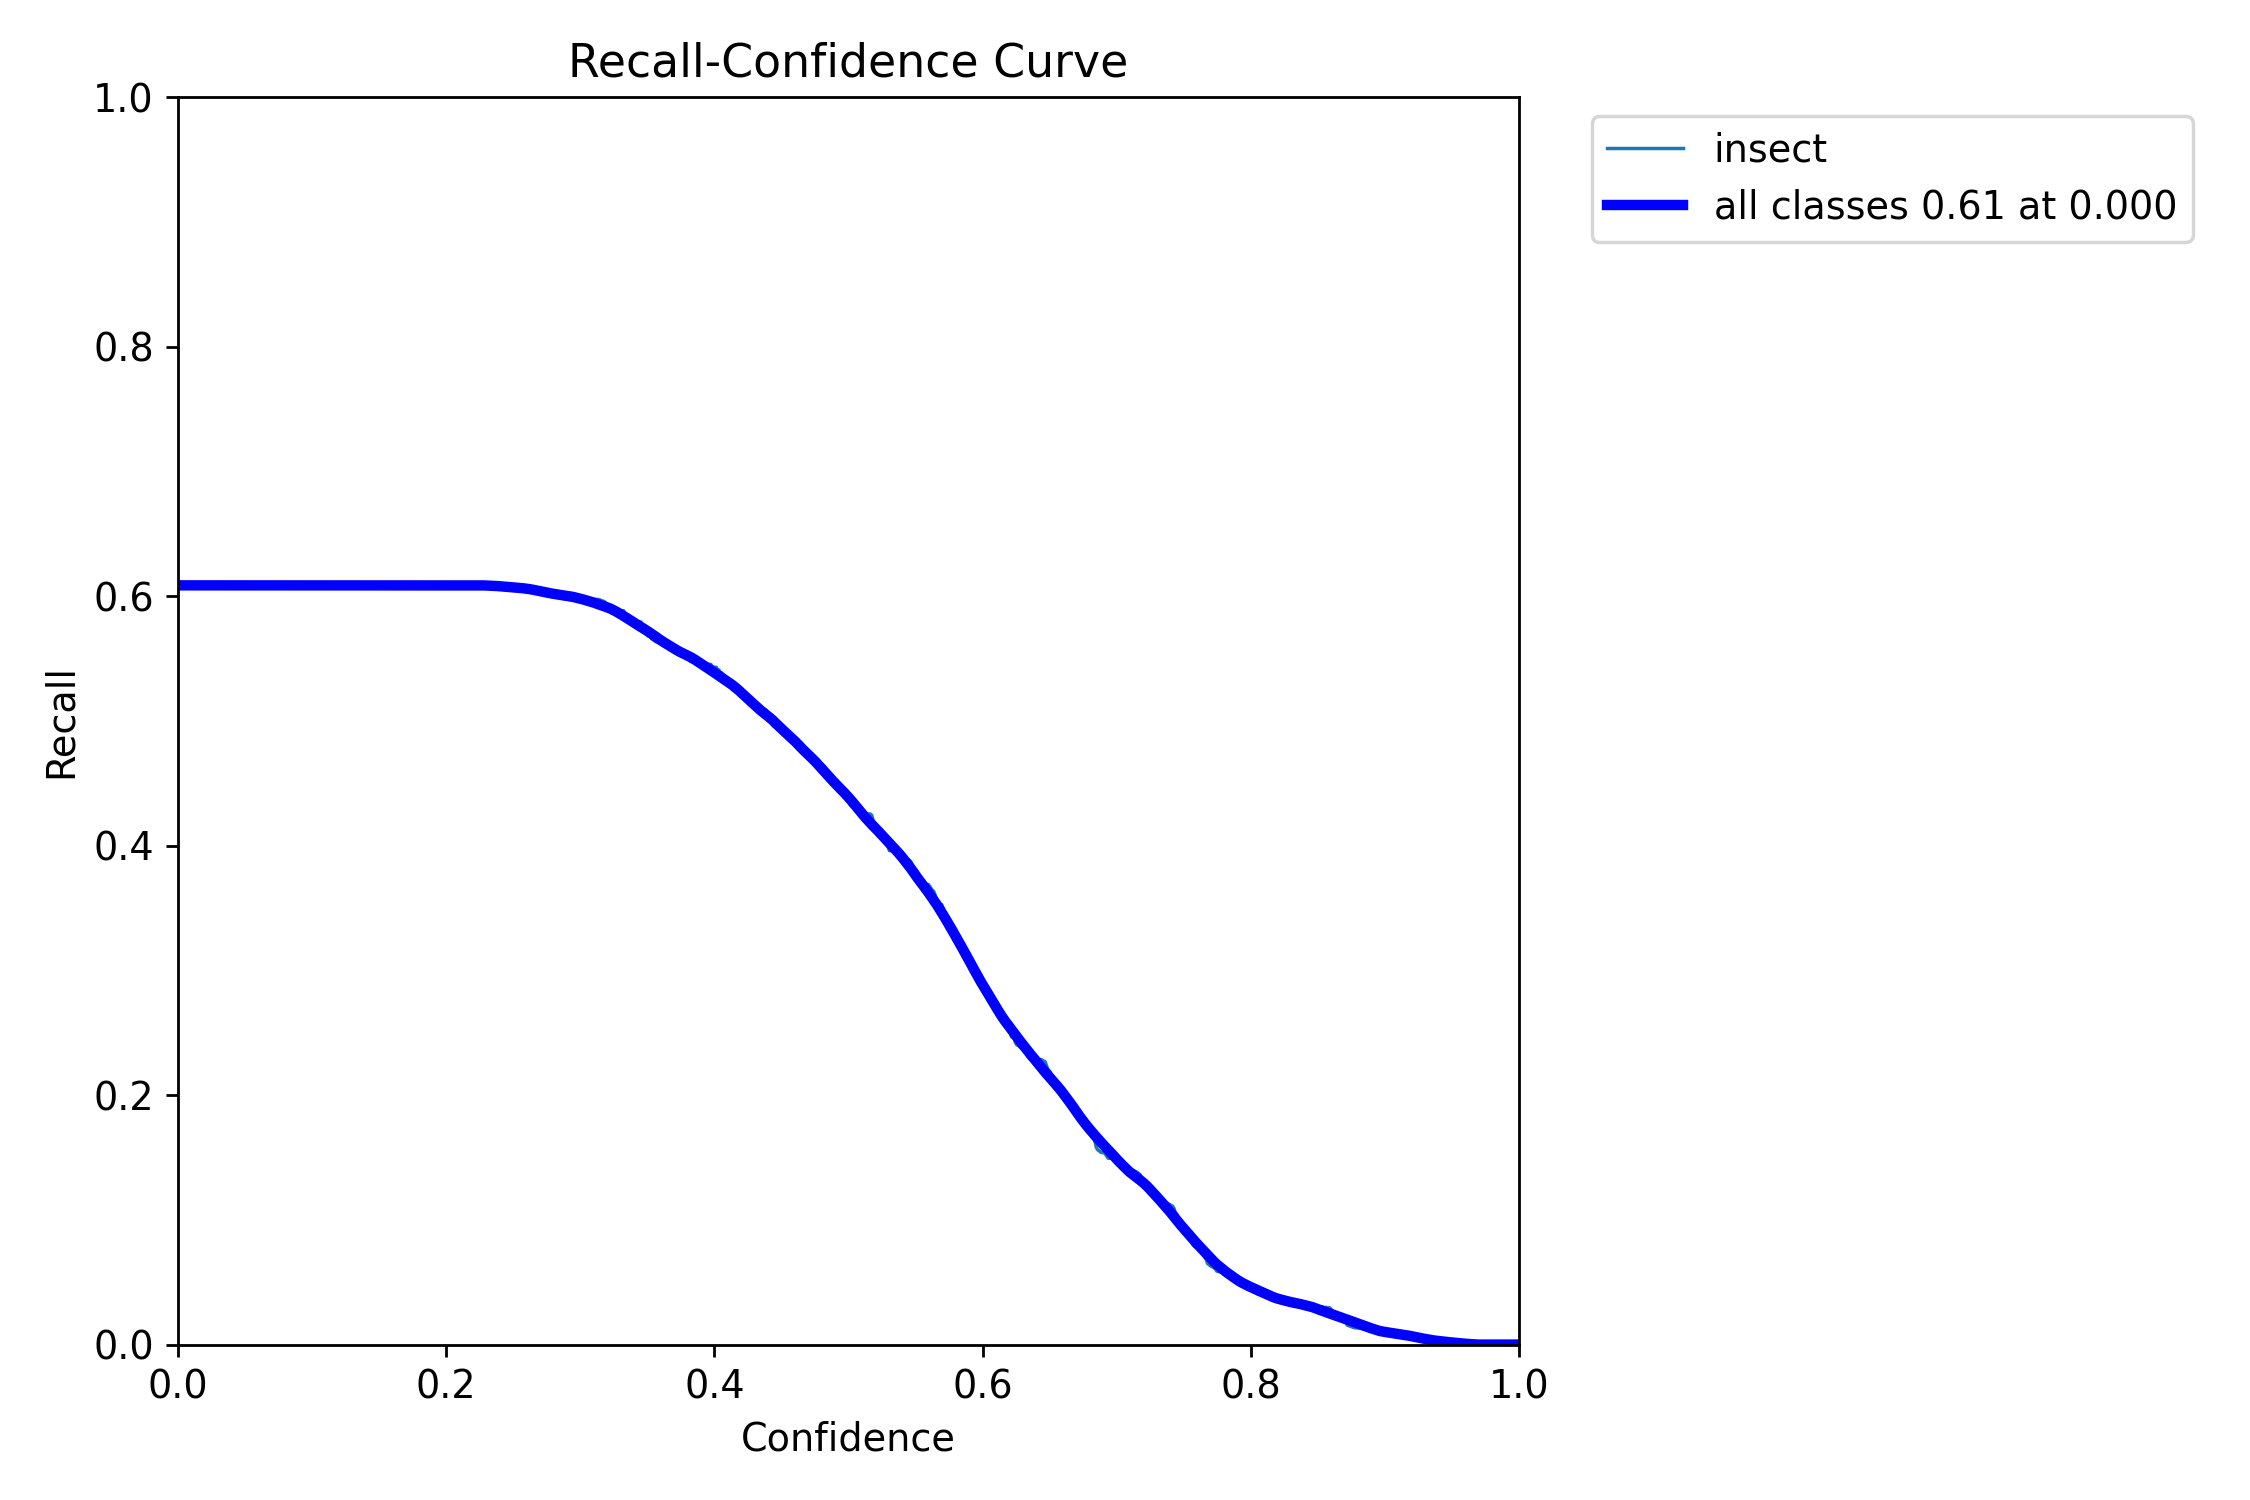 Recall-Confidence Curve
1.0
0.8
0.6
0.4
0.2
0.0
Recall
0.0 0.2 0.4 0.6 0.8 1.0
Confidence
insect
all classes 0.61 at 0.000